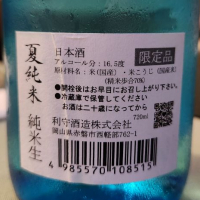 夏純米 純米生
日本酒
限定品
アルコール分：16.5度
原材料名：米(国産)・米こうじ(国産米)
(精米歩合70%)
●開栓後はお早目にお召し上がり下さい。
●冷蔵庫で保管してください
お酒は二十歳になってから
720ml
利守酒造株式会社
岡山県赤磐市西軽部762-1
4 985570 108515